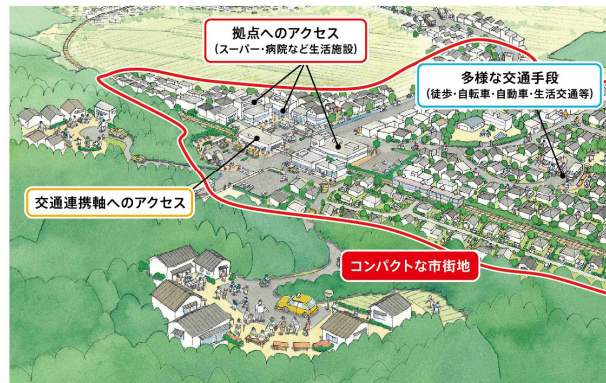 拠点へのアクセス
(スーパー・病院など生活施設)
多様な交通手段
(徒歩・自転車・自動車・生活交通等)
交通連携軸へのアクセス
コンパクトな市街地